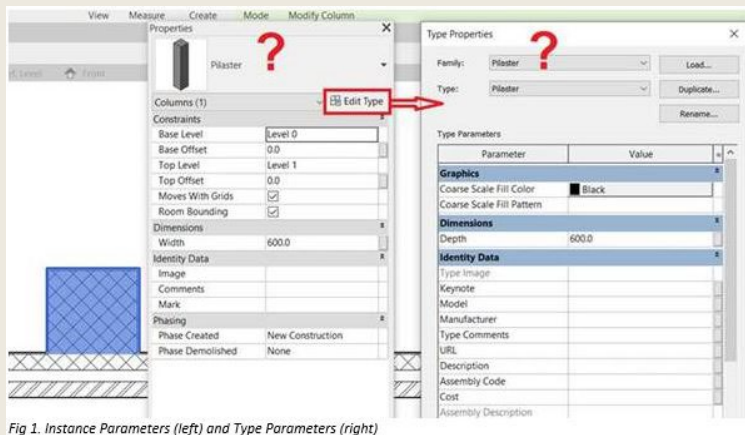 View Measure Create Mode Modify Column
Properties
?
Pilaster
Level Front
Columns (1)
Edit Type
Constraints
Base Level Level 0
Base Offset 0.0
Top Level Level 1
Top Offset 0.0
Moves With Grids
Room Bounding
Dimensions
Width 600.0
Identity Data
Image
Comments
Mark
Phasing
Phase Created New Construction
Phase Demolished None
Type Properties
?
Family: Pilaster Load...
Type: Pilaster Duplicate...
Rename...
Type Parameters
Parameter Value =
Graphics
Coarse Scale Fill Color Black
Coarse Scale Fill Pattern
Dimensions
Depth 600.0
Identity Data
Type Image
Keynote
Model
Manufacturer
Type Comments
URL
Description
Assembly Code
Cost
Assembly Description
Fig 1. Instance Parameters (left) and Type Parameters (right)